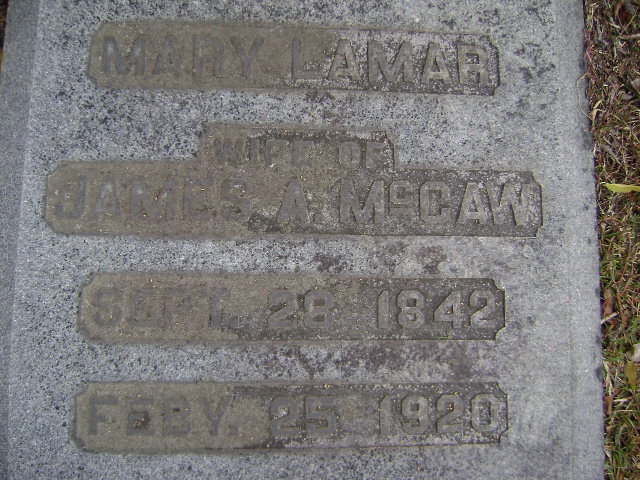 MARY LAMAR
WIFE OF
JAMES A. McCAW
SEPT. 28 1842
FEBY. 25 1920